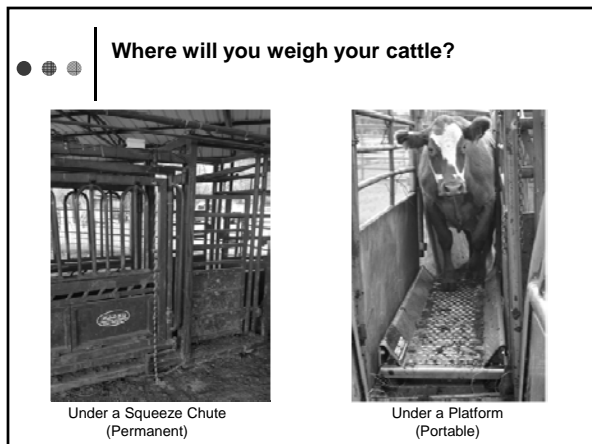 Where will you weigh your cattle?
Under a Squeeze Chute
(Permanent)
Under a Platform
(Portable)